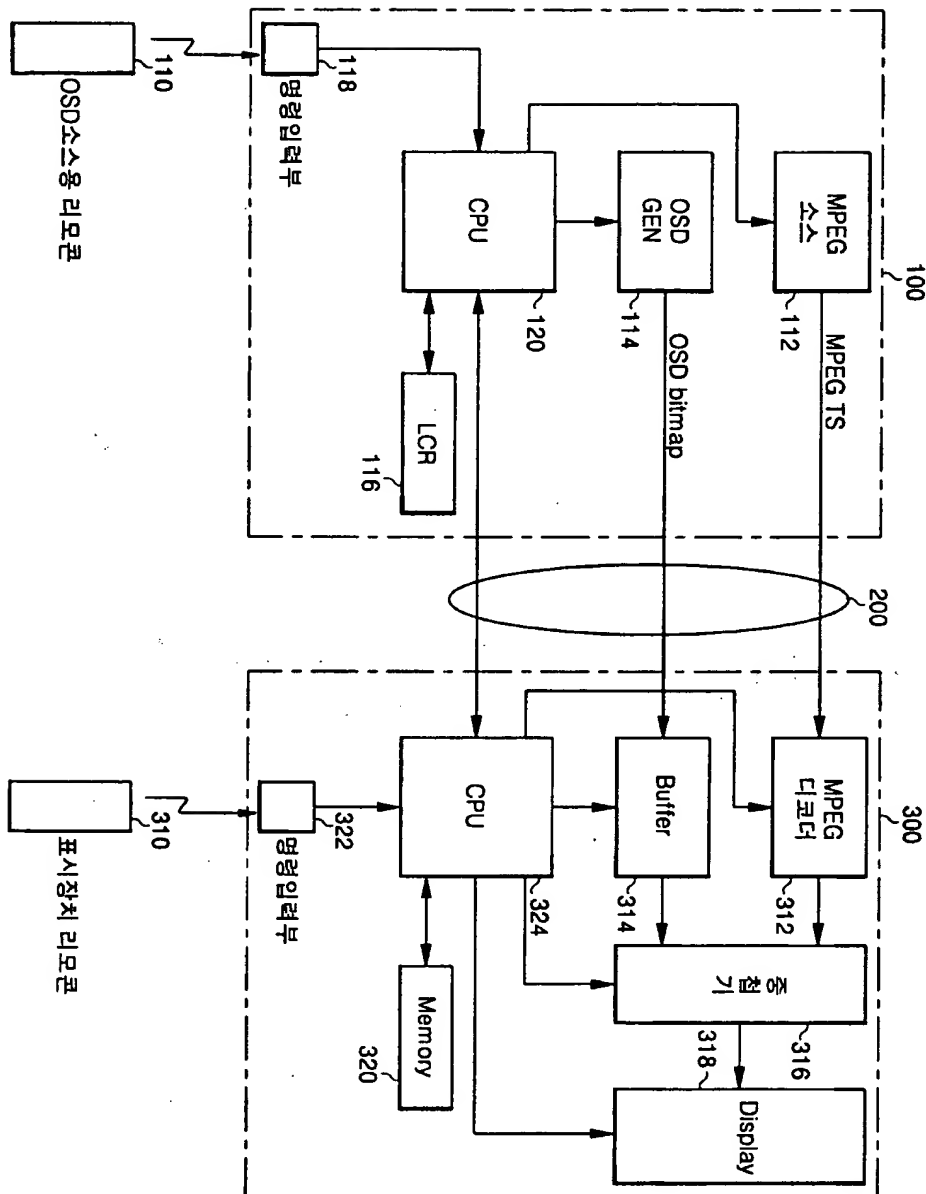 100
200
300
MPEG
소스
112
MPEG TS
MPEG
디코더
312
OSD
GEN
114
OSD bitmap
Buffer
314
중
첩
기
316
318
Display
CPU
120
LCR
116
CPU
324
Memory
320
118
명령입력부
322
명령입력부
110
OSD소스용 리모콘
310
표시장치 리모콘